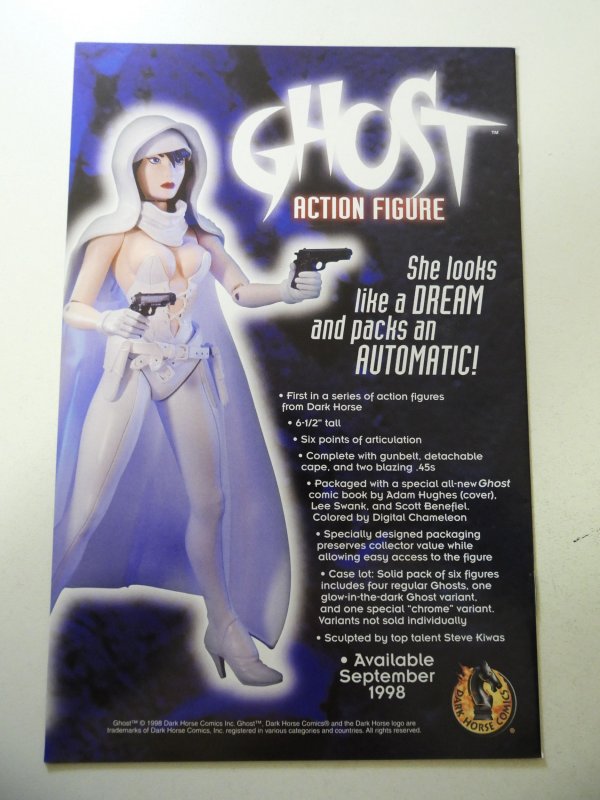 GHOST™
ACTION FIGURE
She looks
like a DREAM
and packs an
AUTOMATIC!
• First in a series of action figures
from Dark Horse
• 6-1/2" tall
• Six points of articulation
• Complete with gunbelt, detachable
cape, and two blazing .45s
• Packaged with a special all-new Ghost
comic book by Adam Hughes (cover),
Lee Swank, and Scott Benefiel.
Colored by Digital Chameleon
• Specially designed packaging
preserves collector value while
allowing easy access to the figure
• Case lot: Solid pack of six figures
includes four regular Ghosts, one
glow-in-the-dark Ghost variant,
and one special "chrome" variant.
Variants not sold individually
• Sculpted by top talent Steve Kiwas
• Available
September
1998
DARK HORSE COMICS ®
Ghost™ © 1998 Dark Horse Comics Inc. Ghost™, Dark Horse Comics® and the Dark Horse logo are
trademarks of Dark Horse Comics, Inc. registered in various categories and countries. All rights reserved.